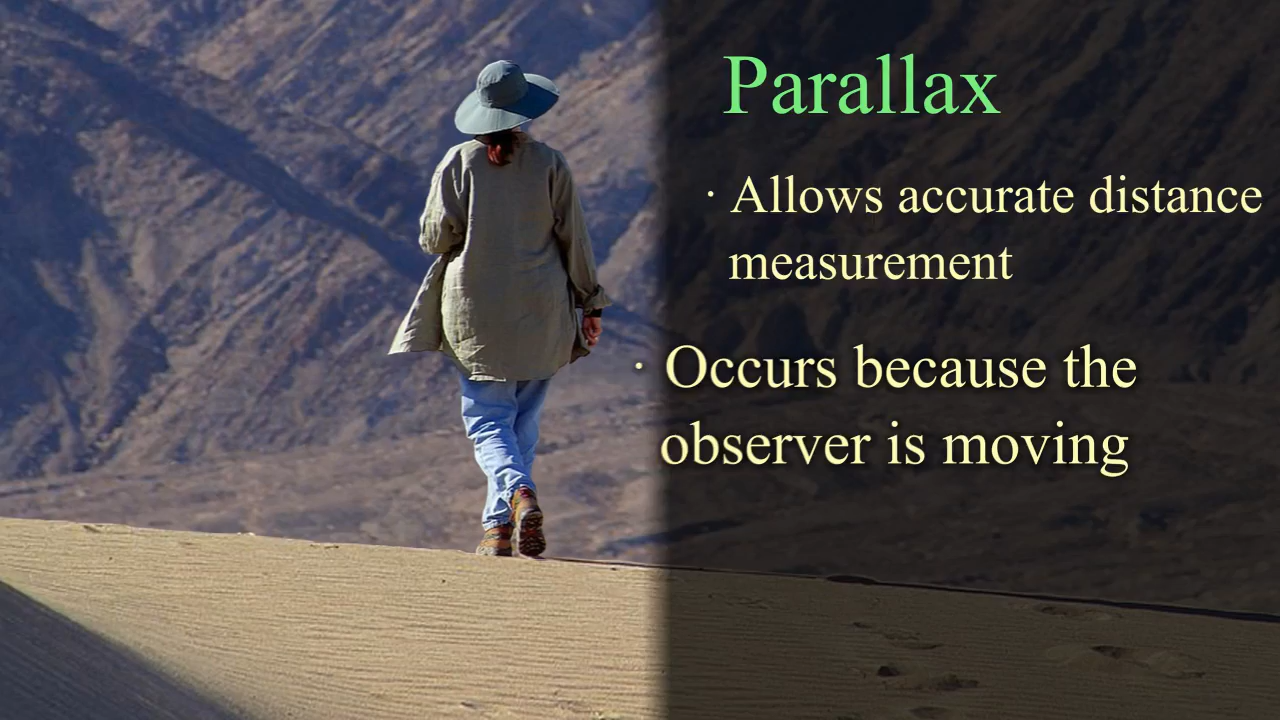 Parallax
· Allows accurate distance
measurement
· Occurs because the
observer is moving